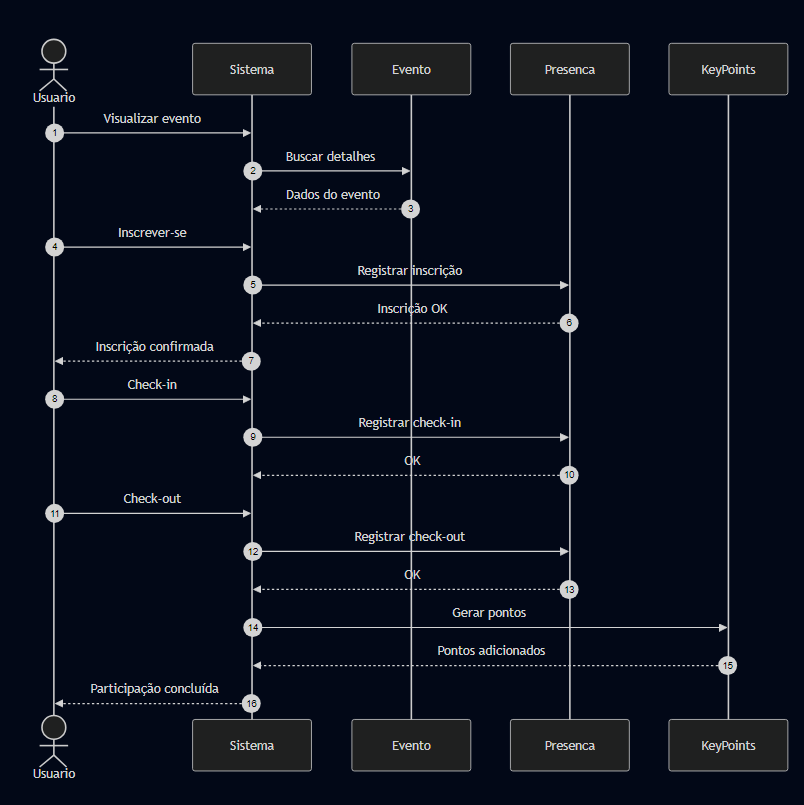 Usuario
Sistema
Evento
Presenca
KeyPoints
1
Visualizar evento
2
Buscar detalhes
3
Dados do evento
4
Inscrever-se
5
Registrar inscrição
6
Inscrição OK
7
Inscrição confirmada
8
Check-in
9
Registrar check-in
10
OK
11
Check-out
12
Registrar check-out
13
OK
14
Gerar pontos
15
Pontos adicionados
16
Participação concluída
Usuario
Sistema
Evento
Presenca
KeyPoints